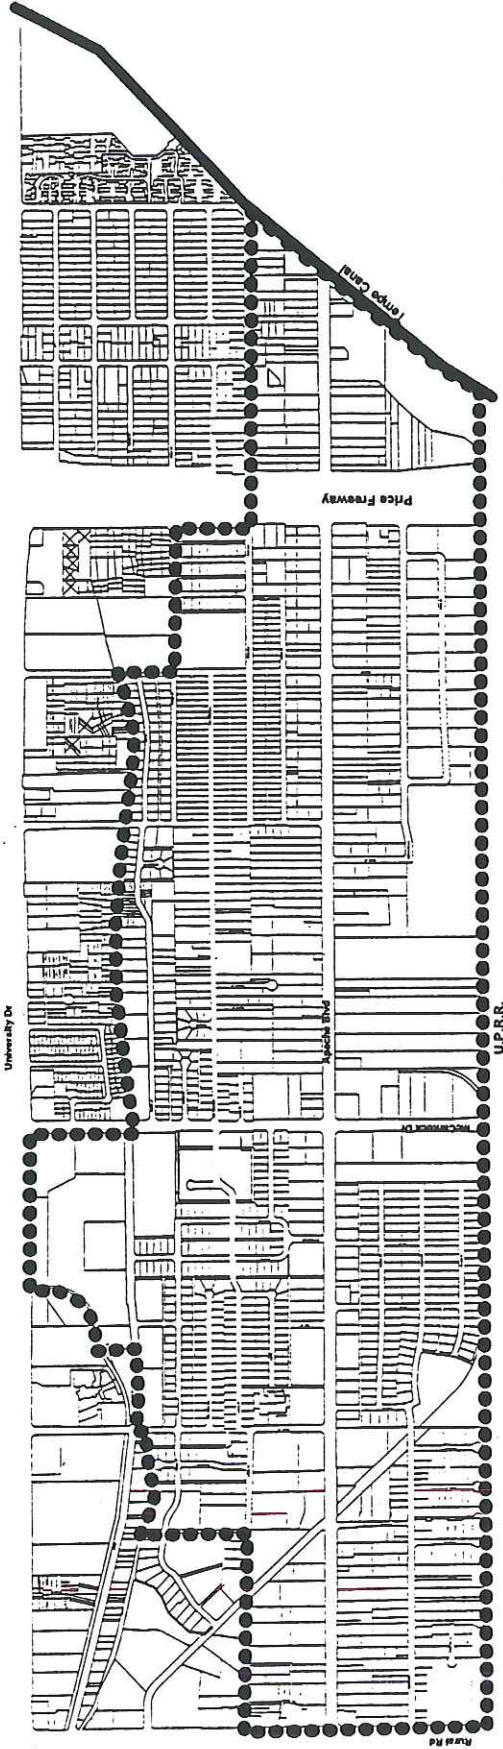 Tempe Canal
Price Freeway
University Dr
Apache Blvd
U.P.R.R.
McClintock Dr
Rural Rd